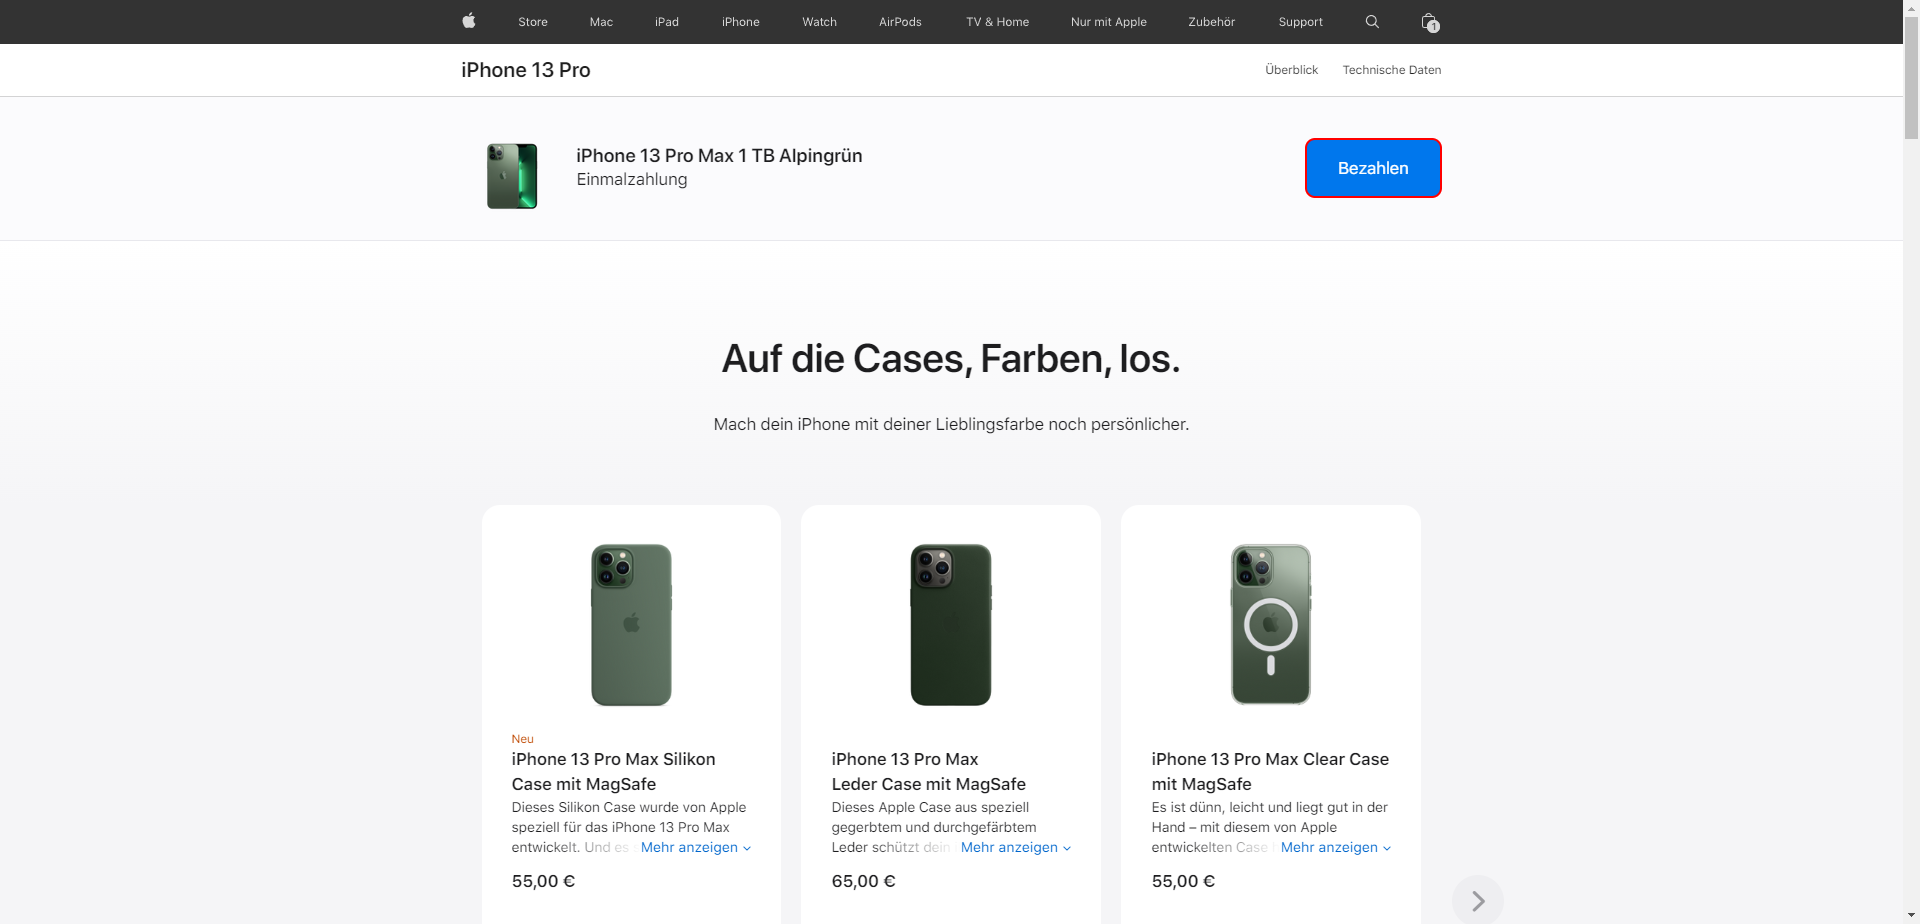 Store Mac iPad iPhone Watch AirPods TV & Home Nur mit Apple Zubehör Support 1
iPhone 13 Pro Überblick Technische Daten
iPhone 13 Pro Max 1 TB Alpingrün
Einmalzahlung
Bezahlen
Auf die Cases, Farben, los.
Mach dein iPhone mit deiner Lieblingsfarbe noch persönlicher.
Neu
iPhone 13 Pro Max Silikon
Case mit MagSafe
Dieses Silikon Case wurde von Apple
speziell für das iPhone 13 Pro Max
entwickelt. Und es Mehr anzeigen
55,00 €
iPhone 13 Pro Max
Leder Case mit MagSafe
Dieses Apple Case aus speziell
gegerbtem und durchgefärbtem
Leder schützt dein Mehr anzeigen
65,00 €
iPhone 13 Pro Max Clear Case
mit MagSafe
Es ist dünn, leicht und liegt gut in der
Hand – mit diesem von Apple
entwickelten Case Mehr anzeigen
55,00 €